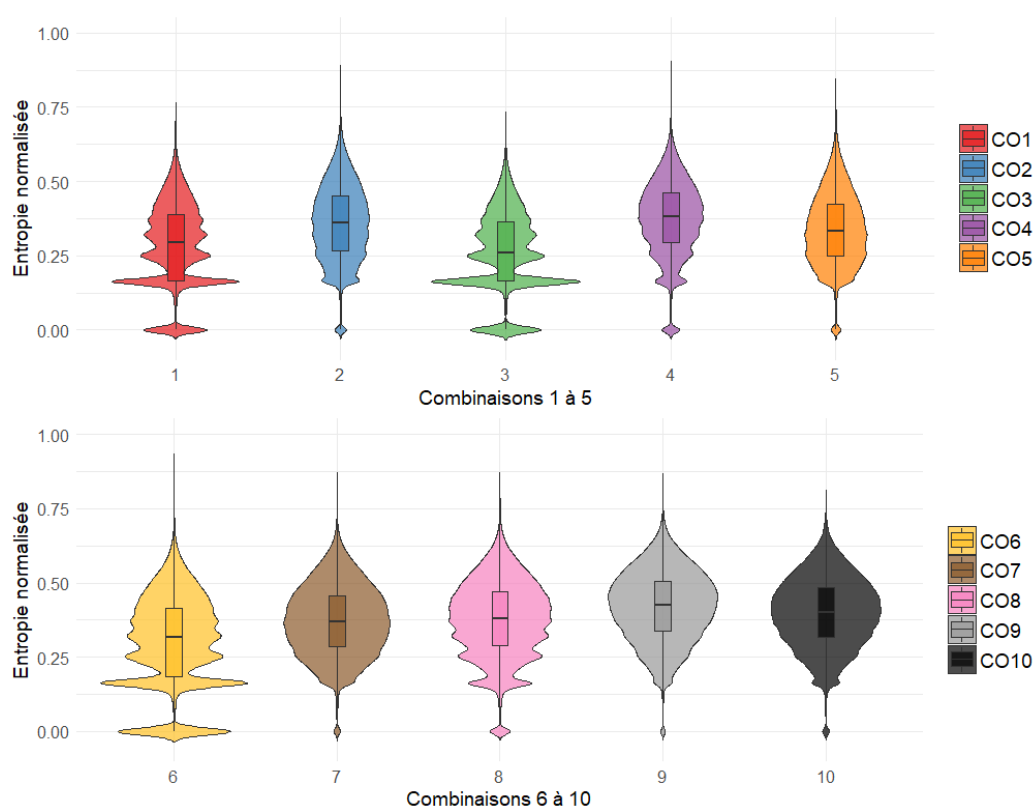 1.00
0.75
0.50
0.25
0.00
Entropie normalisée
1 2 3 4 5
Combinaisons 1 à 5
CO1
CO2
CO3
CO4
CO5
1.00
0.75
0.50
0.25
0.00
Entropie normalisée
6 7 8 9 10
Combinaisons 6 à 10
CO6
CO7
CO8
CO9
CO10